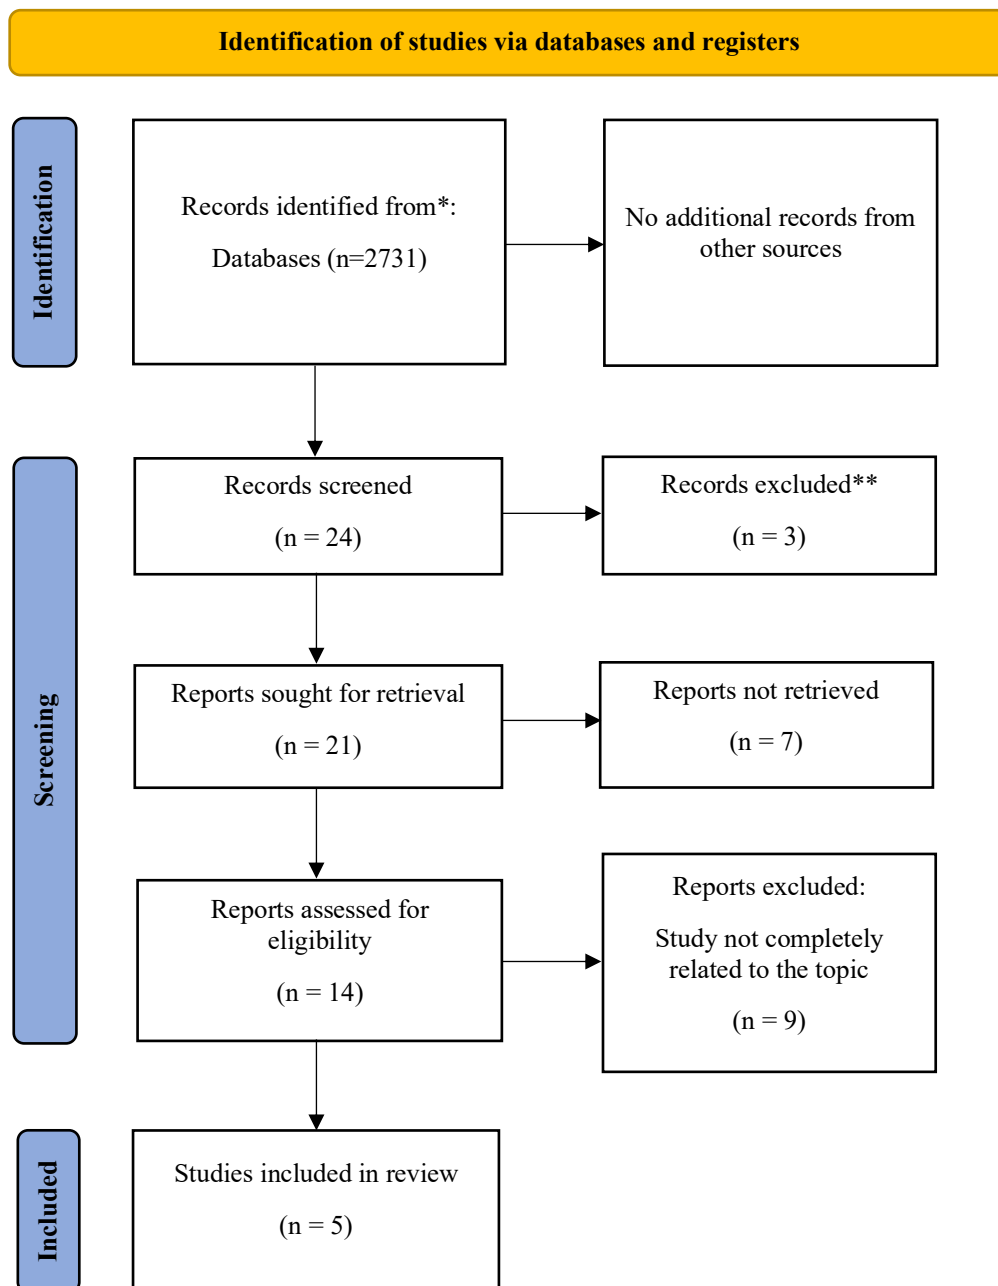 Identification of studies via databases and registers
Identification
Records identified from*:
Databases (n=2731)
No additional records from
other sources
Screening
Records screened
(n = 24)
Records excluded**
(n = 3)
Reports sought for retrieval
(n = 21)
Reports not retrieved
(n = 7)
Reports assessed for
eligibility
(n = 14)
Reports excluded:
Study not completely
related to the topic
(n = 9)
Included
Studies included in review
(n = 5)